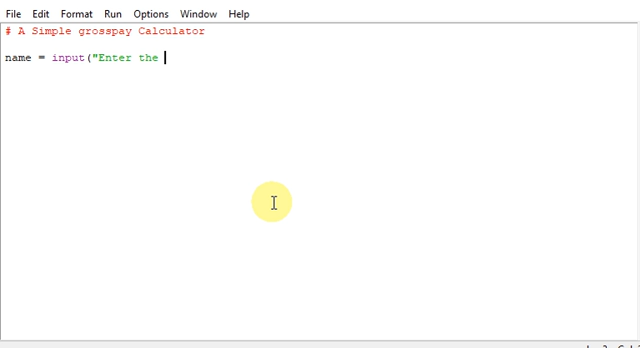 File Edit Format Run Options Window Help
# A Simple grosspay Calculator
name = input("Enter the